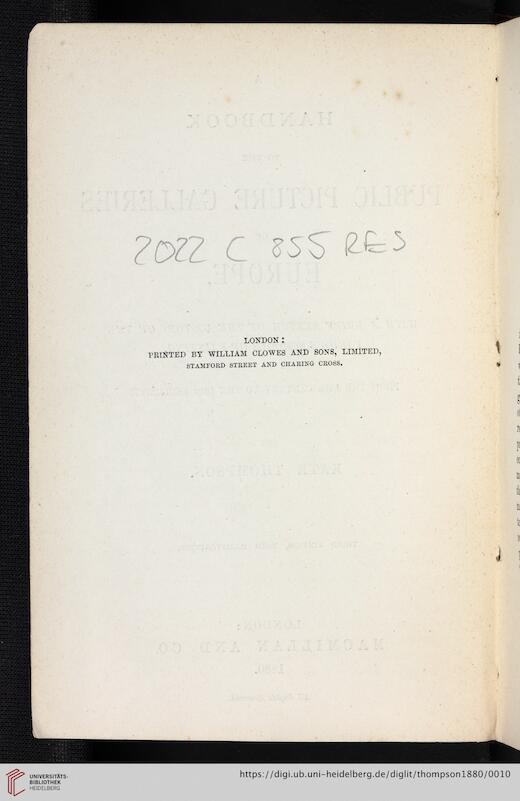 2022 C 855 RES
LONDON:
PRINTED BY WILLIAM CLOWES AND SONS, LIMITED,
STAMFORD STREET AND CHARING CROSS.
UNIVERSITÄTS-
BIBLIOTHEK
HEIDELBERG
https://digi.ub.uni-heidelberg.de/diglit/thompson1880/0010